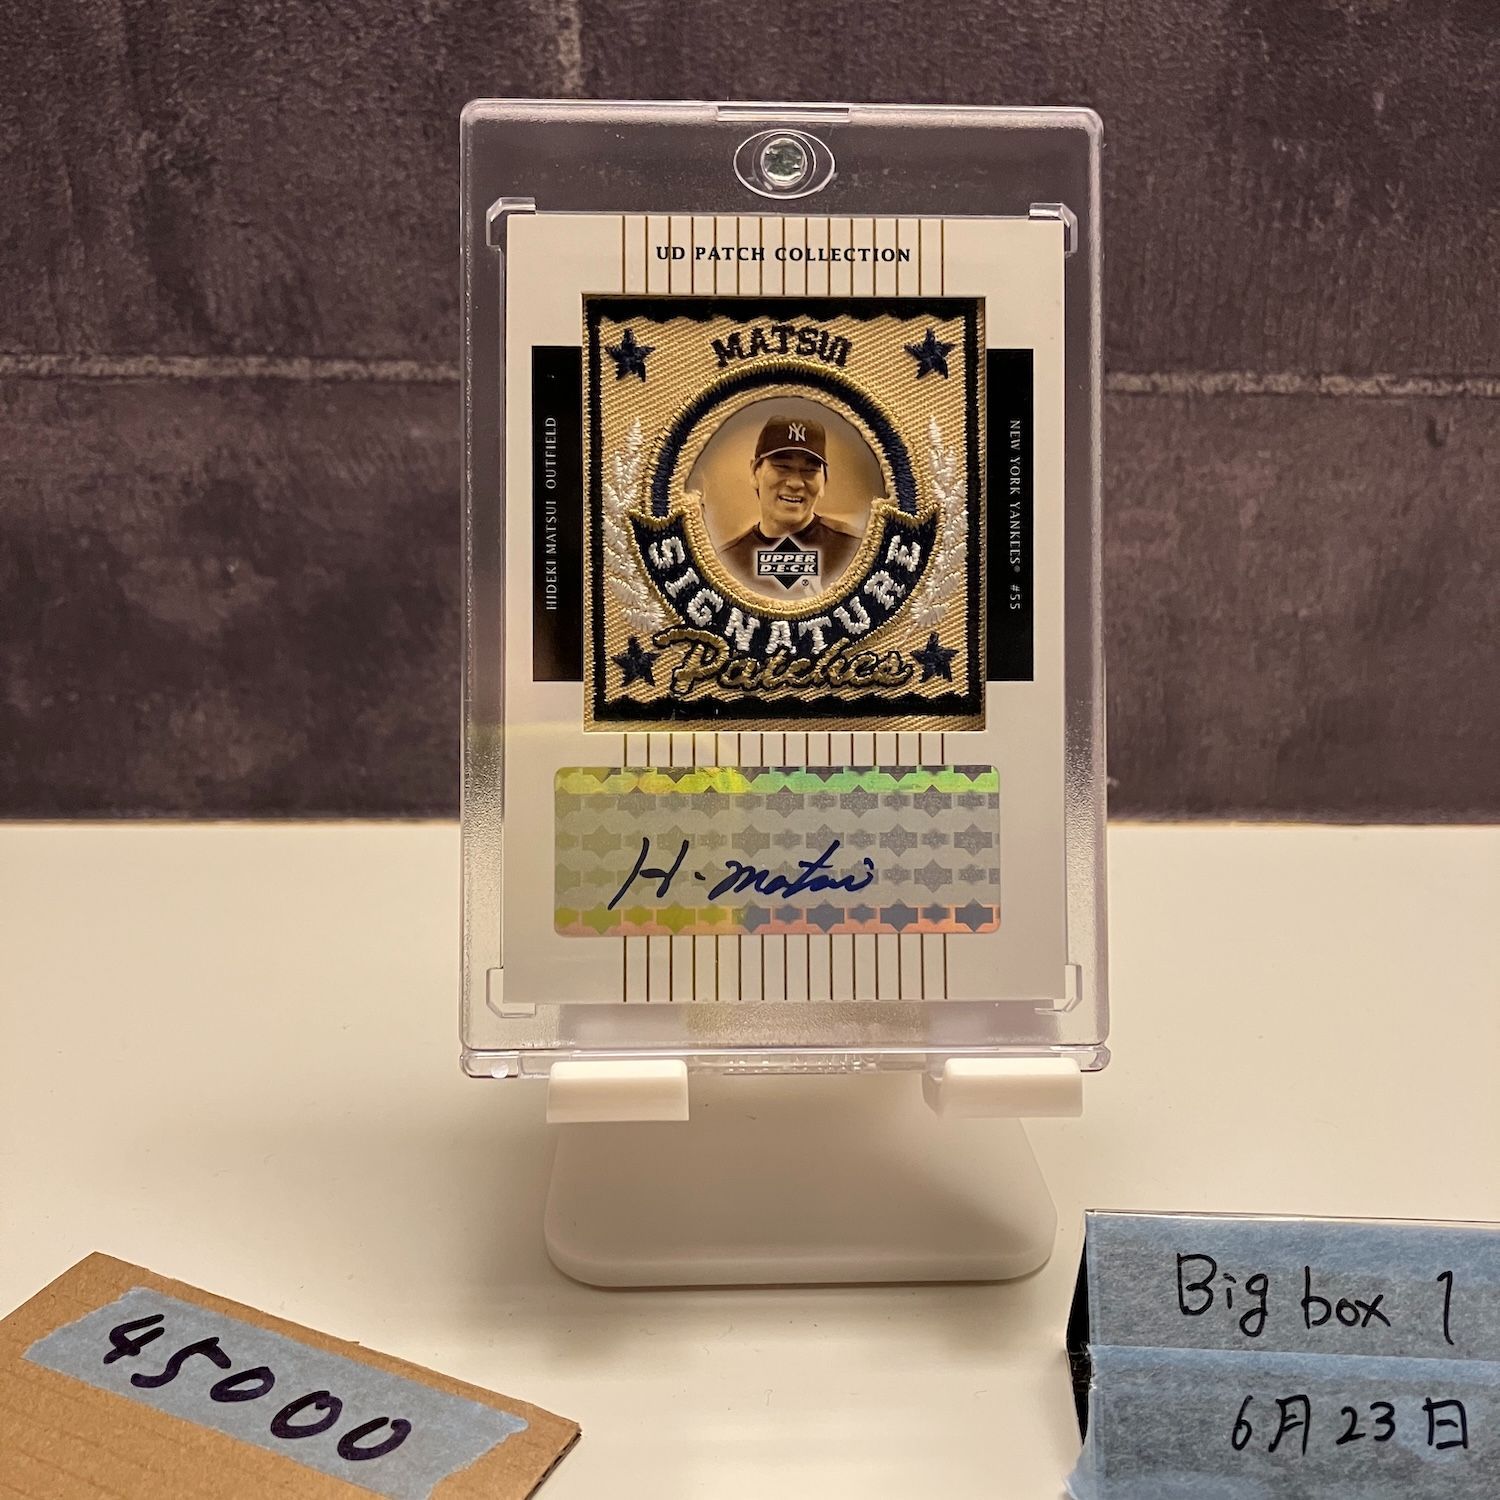 UD PATCH COLLECTION
MATSUI
HIDEKI MATSUI OUTFIELD
NEW YORK YANKEES® #55
NY
UPPER
DECK®
SIGNATURE
Patches
H. Matsui
45000
Big box 1
6月23日